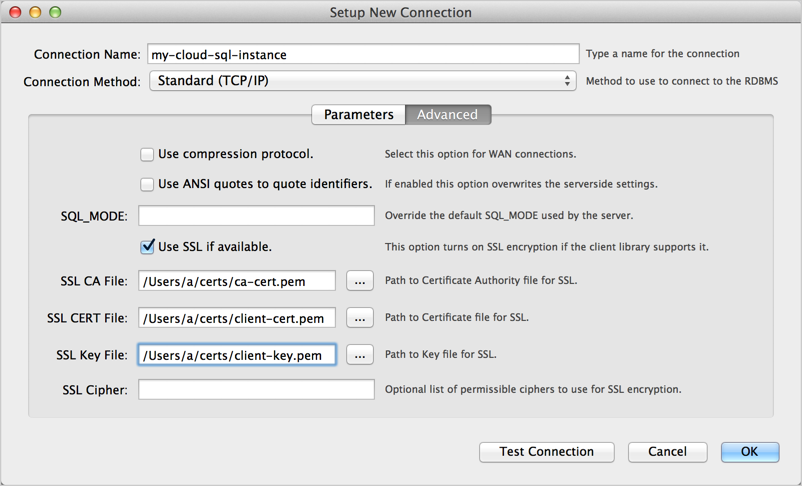 Setup New Connection
Connection Name: my-cloud-sql-instance Type a name for the connection
Connection Method: Standard (TCP/IP) Method to use to connect to the RDBMS
Parameters Advanced
Use compression protocol. Select this option for WAN connections.
Use ANSI quotes to quote identifiers. If enabled this option overwrites the serverside settings.
SQL_MODE: Override the default SQL_MODE used by the server.
Use SSL if available. This option turns on SSL encryption if the client library supports it.
SSL CA File: /Users/a/certs/ca-cert.pem ... Path to Certificate Authority file for SSL.
SSL CERT File: /Users/a/certs/client-cert.pem ... Path to Certificate file for SSL.
SSL Key File: /Users/a/certs/client-key.pem ... Path to Key file for SSL.
SSL Cipher: Optional list of permissible ciphers to use for SSL encryption.
Test Connection Cancel OK